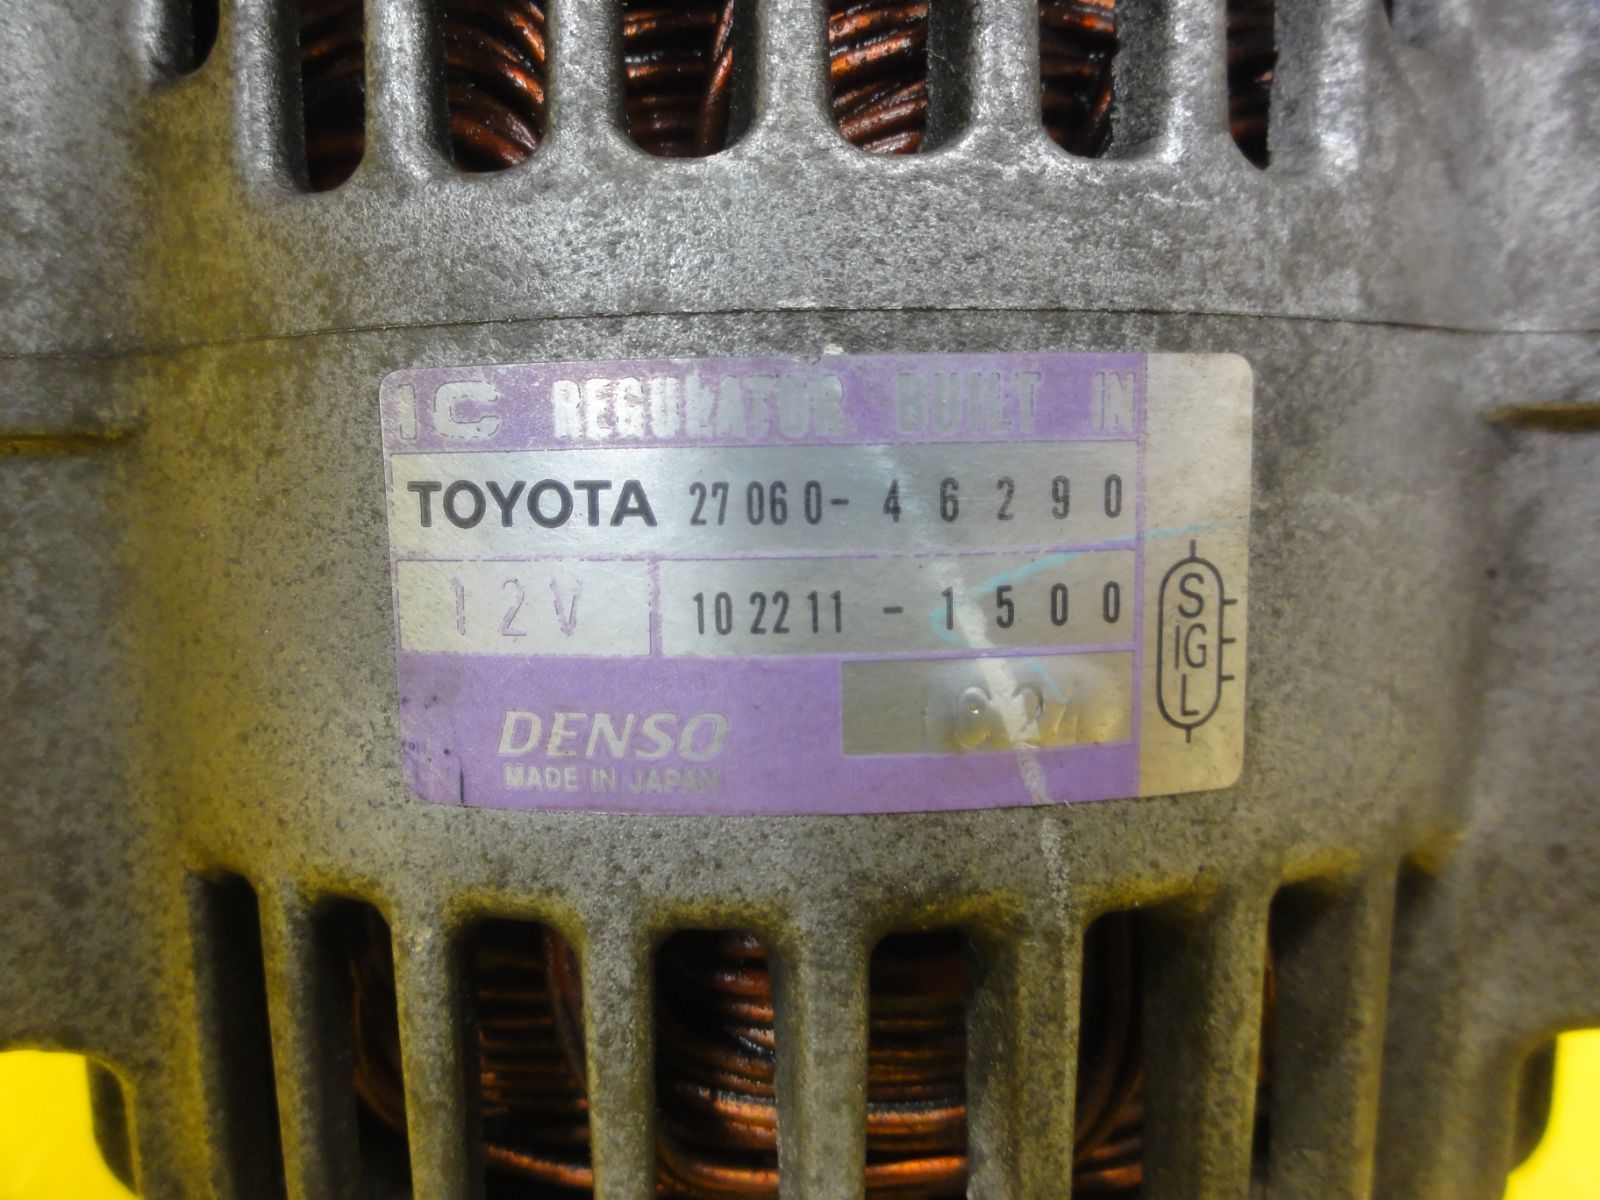 IC REGULATOR BUILT IN
TOYOTA 27060-46290
12V 102211-1500
DENSO
MADE IN JAPAN
S
IG
L